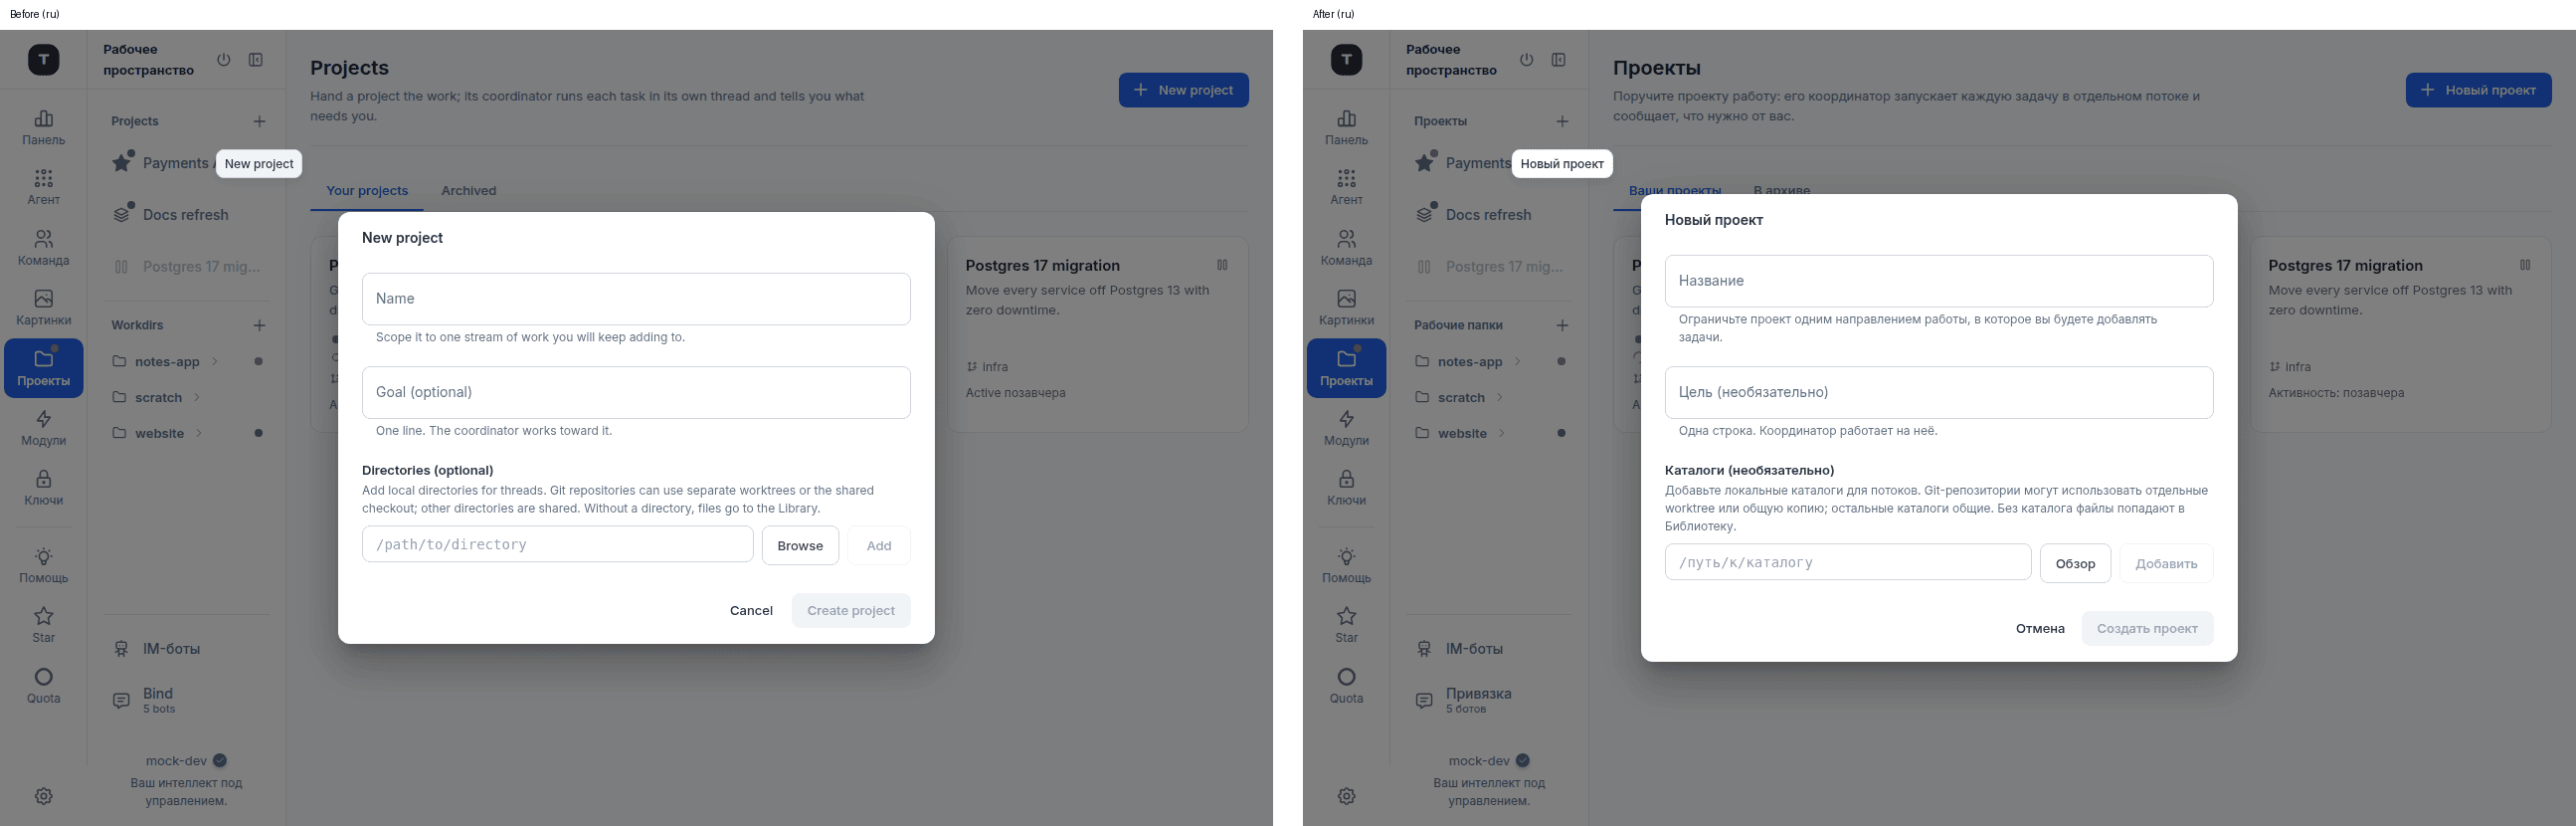 Before (ru)
T
Рабочее
пространство
Панель
Агент
Команда
Картинки
Проекты
Модули
Ключи
Помощь
Star
Quota
Projects
Payments
New project
Docs refresh
Postgres 17 mig...
Workdirs
notes-app
scratch
website
IM-боты
Bind
5 bots
mock-dev
Ваш интеллект под
управлением.
Projects
Hand a project the work; its coordinator runs each task in its own thread and tells you what
needs you.
New project
Your projects
Archived
Postgres 17 migration
Move every service off Postgres 13 with
zero downtime.
infra
Active позавчера
New project
Name
Scope it to one stream of work you will keep adding to.
Goal (optional)
One line. The coordinator works toward it.
Directories (optional)
Add local directories for threads. Git repositories can use separate worktrees or the shared
checkout; other directories are shared. Without a directory, files go to the Library.
/path/to/directory
Browse
Add
Cancel
Create project
After (ru)
T
Рабочее
пространство
Панель
Агент
Команда
Картинки
Проекты
Модули
Ключи
Помощь
Star
Quota
Проекты
Payments
Новый проект
Docs refresh
Postgres 17 mig...
Рабочие папки
notes-app
scratch
website
IM-боты
Привязка
5 ботов
mock-dev
Ваш интеллект под
управлением.
Проекты
Поручите проекту работу: его координатор запускает каждую задачу в отдельном потоке и
сообщает, что нужно от вас.
Новый проект
Ваши проекты
В архиве
Postgres 17 migration
Move every service off Postgres 13 with
zero downtime.
infra
Активность: позавчера
Новый проект
Название
Ограничьте проект одним направлением работы, в которое вы будете добавлять
задачи.
Цель (необязательно)
Одна строка. Координатор работает на неё.
Каталоги (необязательно)
Добавьте локальные каталоги для потоков. Git-репозитории могут использовать отдельные
worktree или общую копию; остальные каталоги общие. Без каталога файлы попадают в
Библиотеку.
/путь/к/каталогу
Обзор
Добавить
Отмена
Создать проект